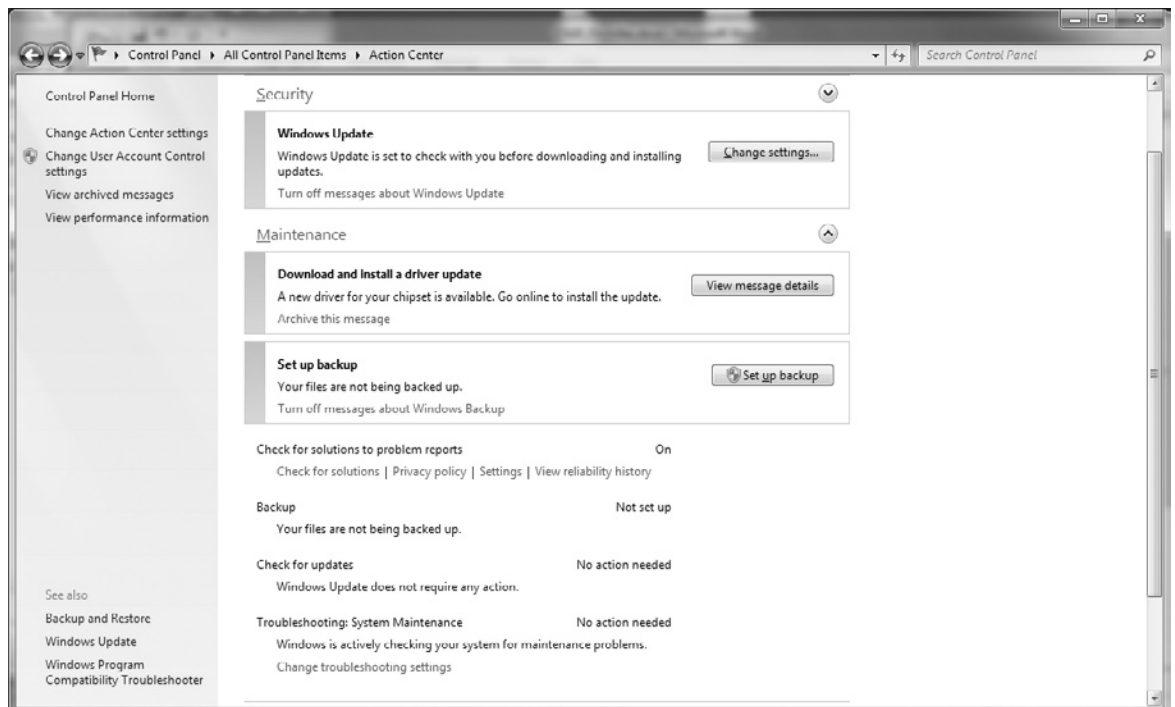 Control Panel ▸ All Control Panel Items ▸ Action Center
Search Control Panel
Control Panel Home
Change Action Center settings
Change User Account Control
settings
View archived messages
View performance information
See also
Backup and Restore
Windows Update
Windows Program
Compatibility Troubleshooter
Security
Windows Update
Windows Update is set to check with you before downloading and installing
updates.
Change settings...
Turn off messages about Windows Update
Maintenance
Download and install a driver update
A new driver for your chipset is available. Go online to install the update.
View message details
Archive this message
Set up backup
Your files are not being backed up.
Set up backup
Turn off messages about Windows Backup
Check for solutions to problem reports On
Check for solutions | Privacy policy | Settings | View reliability history
Backup Not set up
Your files are not being backed up.
Check for updates No action needed
Windows Update does not require any action.
Troubleshooting: System Maintenance No action needed
Windows is actively checking your system for maintenance problems.
Change troubleshooting settings